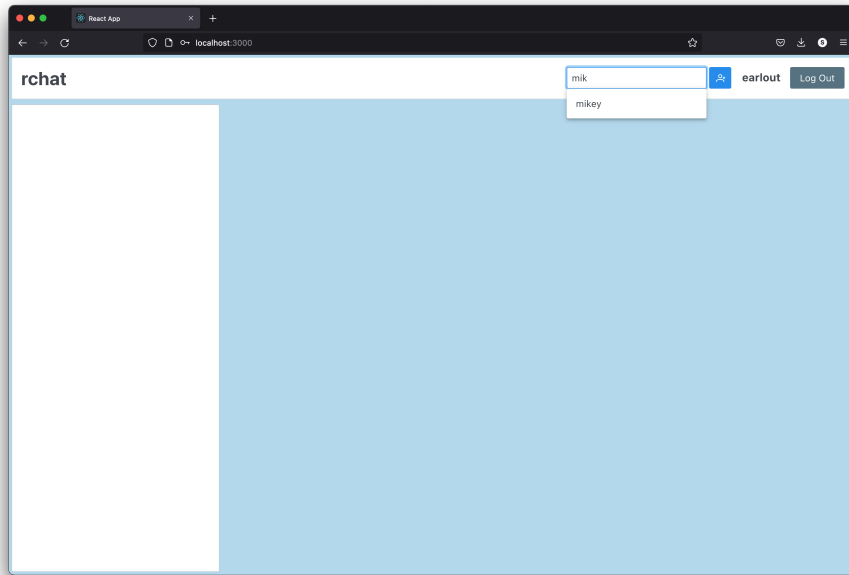 React App
localhost:3000
S
rchat
mik
earlout
Log Out
mikey